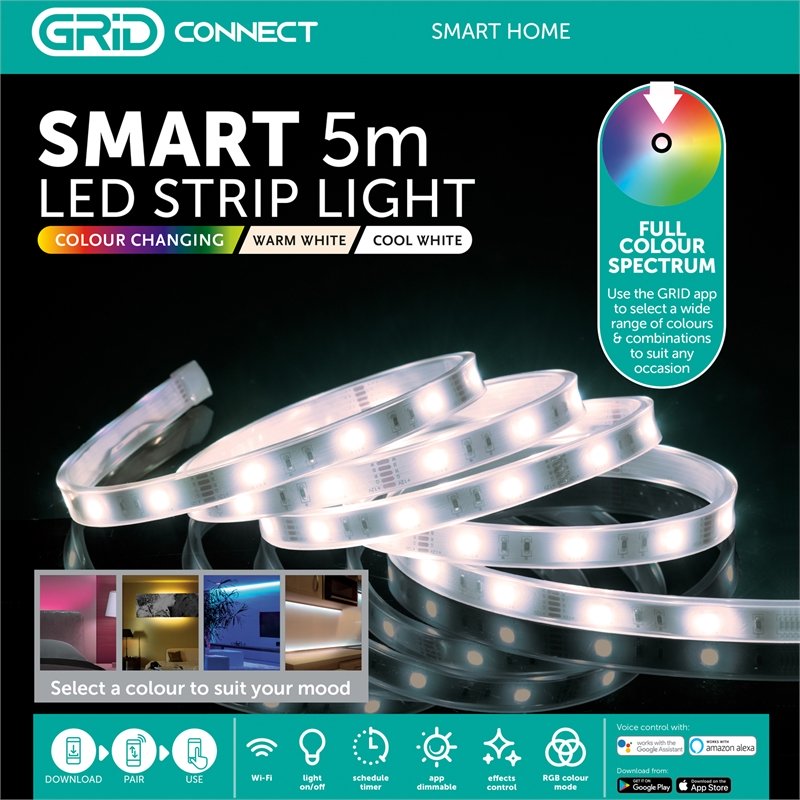 GRID CONNECT
SMART HOME
SMART 5m
LED STRIP LIGHT
COLOUR CHANGING / WARM WHITE / COOL WHITE
FULL
COLOUR
SPECTRUM
Use the GRID app
to select a wide
range of colours
& combinations
to suit any
occasion
Select a colour to suit your mood
DOWNLOAD
PAIR
USE
Wi-Fi
light
on/off
schedule
timer
app
dimmable
effects
control
RGB colour
mode
Voice control with:
works with the
Google Assistant
WORKS WITH
amazon alexa
Download from:
GET IT ON
Google Play
Download on the
App Store